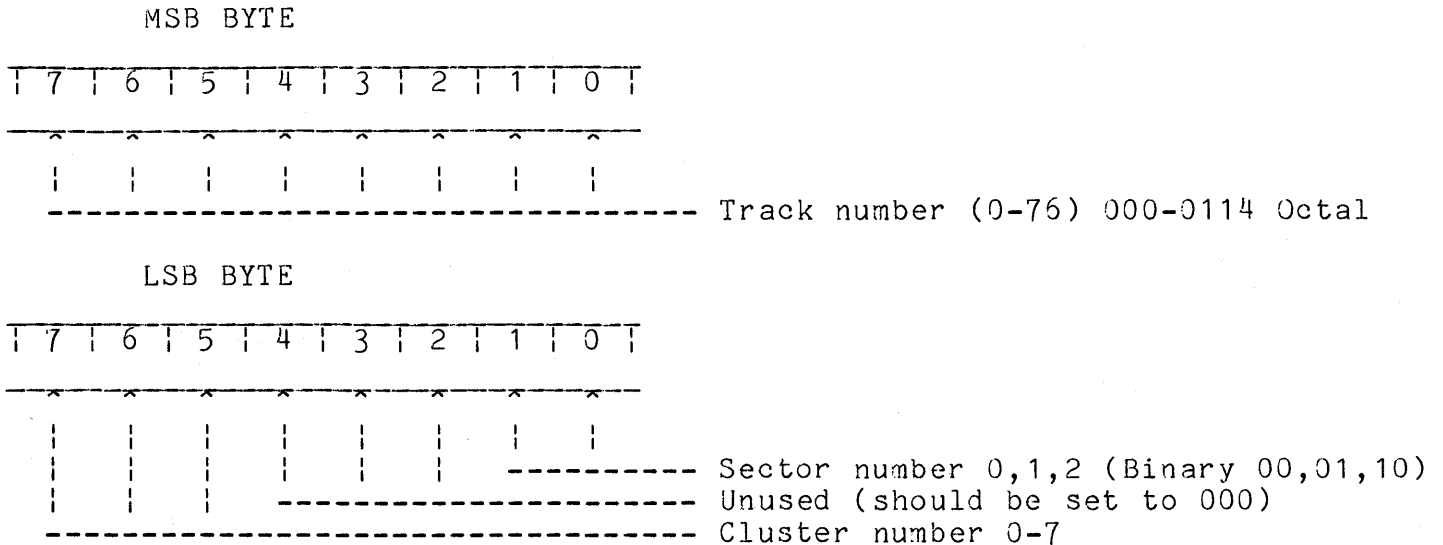 MSB BYTE
| 7 | 6 | 5 | 4 | 3 | 2 | 1 | 0 |
Track number (0-76) 000-0114 Octal
LSB BYTE
| 7 | 6 | 5 | 4 | 3 | 2 | 1 | 0 |
Sector number 0,1,2 (Binary 00,01,10)
Unused (should be set to 000)
Cluster number 0-7